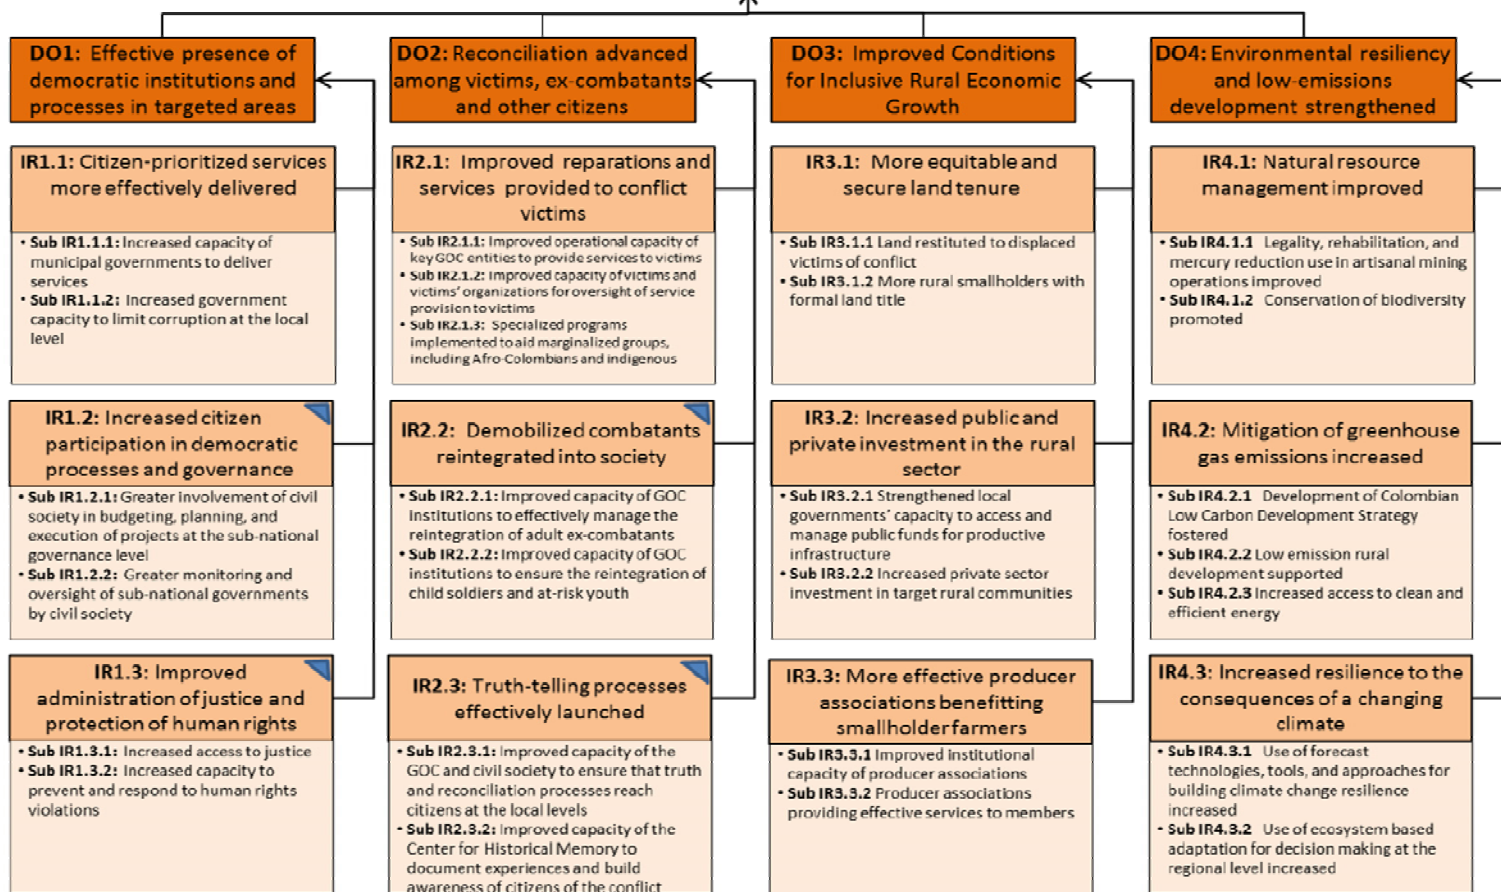 DO1: Effective presence of
democratic institutions and
processes in targeted areas
IR1.1: Citizen-prioritized services
more effectively delivered
• Sub IR1.1.1: Increased capacity of
municipal governments to deliver
services
• Sub IR1.1.2: Increased government
capacity to limit corruption at the local
level
IR1.2: Increased citizen
participation in democratic
processes and governance
• Sub IR1.2.1: Greater involvement of civil
society in budgeting, planning, and
execution of projects at the sub-national
governance level
• Sub IR1.2.2: Greater monitoring and
oversight of sub-national governments
by civil society
IR1.3: Improved
administration of justice and
protection of human rights
• Sub IR1.3.1: Increased access to justice
• Sub IR1.3.2: Increased capacity to
prevent and respond to human rights
violations
DO2: Reconciliation advanced
among victims, ex-combatants
and other citizens
IR2.1: Improved reparations and
services provided to conflict
victims
• Sub IR2.1.1: Improved operational capacity of
key GOC entities to provide services to victims
• Sub IR2.1.2: Improved capacity of victims and
victims' organizations for oversight of service
provision to victims
• Sub IR2.1.3: Specialized programs
implemented to aid marginalized groups,
including Afro-Colombians and indigenous
IR2.2: Demobilized combatants
reintegrated into society
• Sub IR2.2.1: Improved capacity of GOC
institutions to effectively manage the
reintegration of adult ex-combatants
• Sub IR2.2.2: Improved capacity of GOC
institutions to ensure the reintegration of
child soldiers and at-risk youth
IR2.3: Truth-telling processes
effectively launched
• Sub IR2.3.1: Improved capacity of the
GOC and civil society to ensure that truth
and reconciliation processes reach
citizens at the local levels
• Sub IR2.3.2: Improved capacity of the
Center for Historical Memory to
document experiences and build
awareness of citizens of the conflict
DO3: Improved Conditions
for Inclusive Rural Economic
Growth
IR3.1: More equitable and
secure land tenure
• Sub IR3.1.1 Land restituted to displaced
victims of conflict
• Sub IR3.1.2 More rural smallholders with
formal land title
IR3.2: Increased public and
private investment in the rural
sector
• Sub IR3.2.1 Strengthened local
governments' capacity to access and
manage public funds for productive
infrastructure
• Sub IR3.2.2 Increased private sector
investment in target rural communities
IR3.3: More effective producer
associations benefitting
smallholder farmers
• Sub IR3.3.1 Improved institutional
capacity of producer associations
• Sub IR3.3.2 Producer associations
providing effective services to members
DO4: Environmental resiliency
and low-emissions
development strengthened
IR4.1: Natural resource
management improved
• Sub IR4.1.1 Legality, rehabilitation, and
mercury reduction use in artisanal mining
operations improved
• Sub IR4.1.2 Conservation of biodiversity
promoted
IR4.2: Mitigation of greenhouse
gas emissions increased
• Sub IR4.2.1 Development of Colombian
Low Carbon Development Strategy
fostered
• Sub IR4.2.2 Low emission rural
development supported
• Sub IR4.2.3 Increased access to clean and
efficient energy
IR4.3: Increased resilience to the
consequences of a changing
climate
• Sub IR4.3.1 Use of forecast
technologies, tools, and approaches for
building climate change resilience
increased
• Sub IR4.3.2 Use of ecosystem based
adaptation for decision making at the
regional level increased